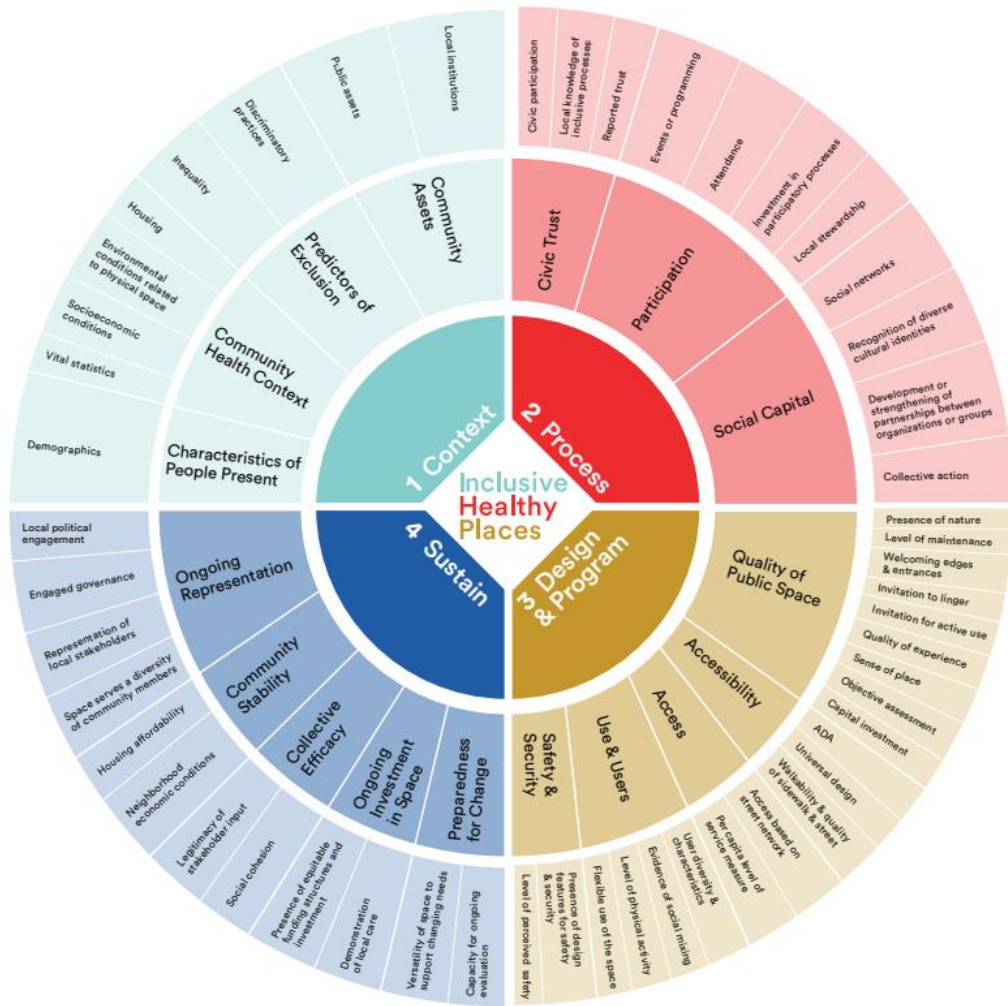 Inclusive
Healthy
Places
1 Context
Community
Assets
Predictors of
Exclusion
Community
Health Context
Characteristics of
People Present
Local institutions
Public assets
Discriminatory
practices
Inequality
Housing
Environmental
conditions related
to physical space
Socioeconomic
conditions
Vital statistics
Demographics
2 Process
Civic Trust
Participation
Social Capital
Civic participation
Local knowledge of
inclusive processes
Reported trust
Events or programming
Attendance
Investment in
participatory processes
Local stewardship
Social networks
Recognition of diverse
cultural identities
Development or
strengthening of
partnerships between
organizations or groups
Collective action
3 Design
& Program
Quality of
Public Space
Accessibility
Access
Use & Users
Safety &
Security
Presence of nature
Level of maintenance
Welcoming edges
& entrances
Invitation to linger
Invitation for active use
Quality of experience
Sense of place
Objective assessment
Capital investment
ADA
Universal design
Walkability & quality
of sidewalk & street
Access based on
street network
Per capita level of
service measure
User diversity &
characteristics
Evidence of social mixing
Level of physical activity
Flexible use of the space
Presence of design
features for safety
& security
Level of perceived safety
4 Sustain
Ongoing
Representation
Community
Stability
Collective
Efficacy
Ongoing
Investment
in Space
Preparedness
for Change
Local political
engagement
Engaged governance
Representation of
local stakeholders
Space serves a diversity
of community members
Housing affordability
Neighborhood
economic conditions
Legitimacy of
stakeholder input
Social cohesion
Presence of equitable
funding structures and
investment
Demonstration
of local care
Versatility of space to
support changing needs
Capacity for ongoing
evaluation